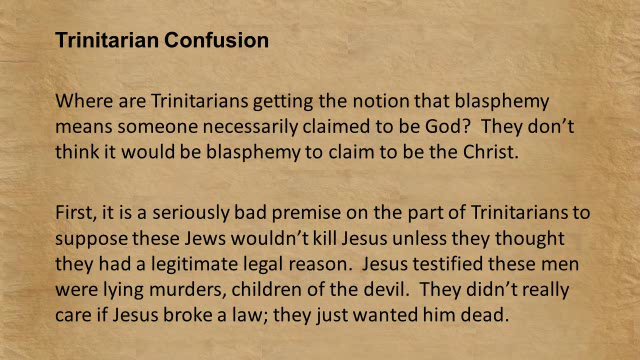 Trinitarian Confusion
Where are Trinitarians getting the notion that blasphemy
means someone necessarily claimed to be God?  They don’t
think it would be blasphemy to claim to be the Christ.
First, it is a seriously bad premise on the part of Trinitarians to
suppose these Jews wouldn’t kill Jesus unless they thought
they had a legitimate legal reason.  Jesus testified these men
were lying murders, children of the devil.  They didn’t really
care if Jesus broke a law; they just wanted him dead.